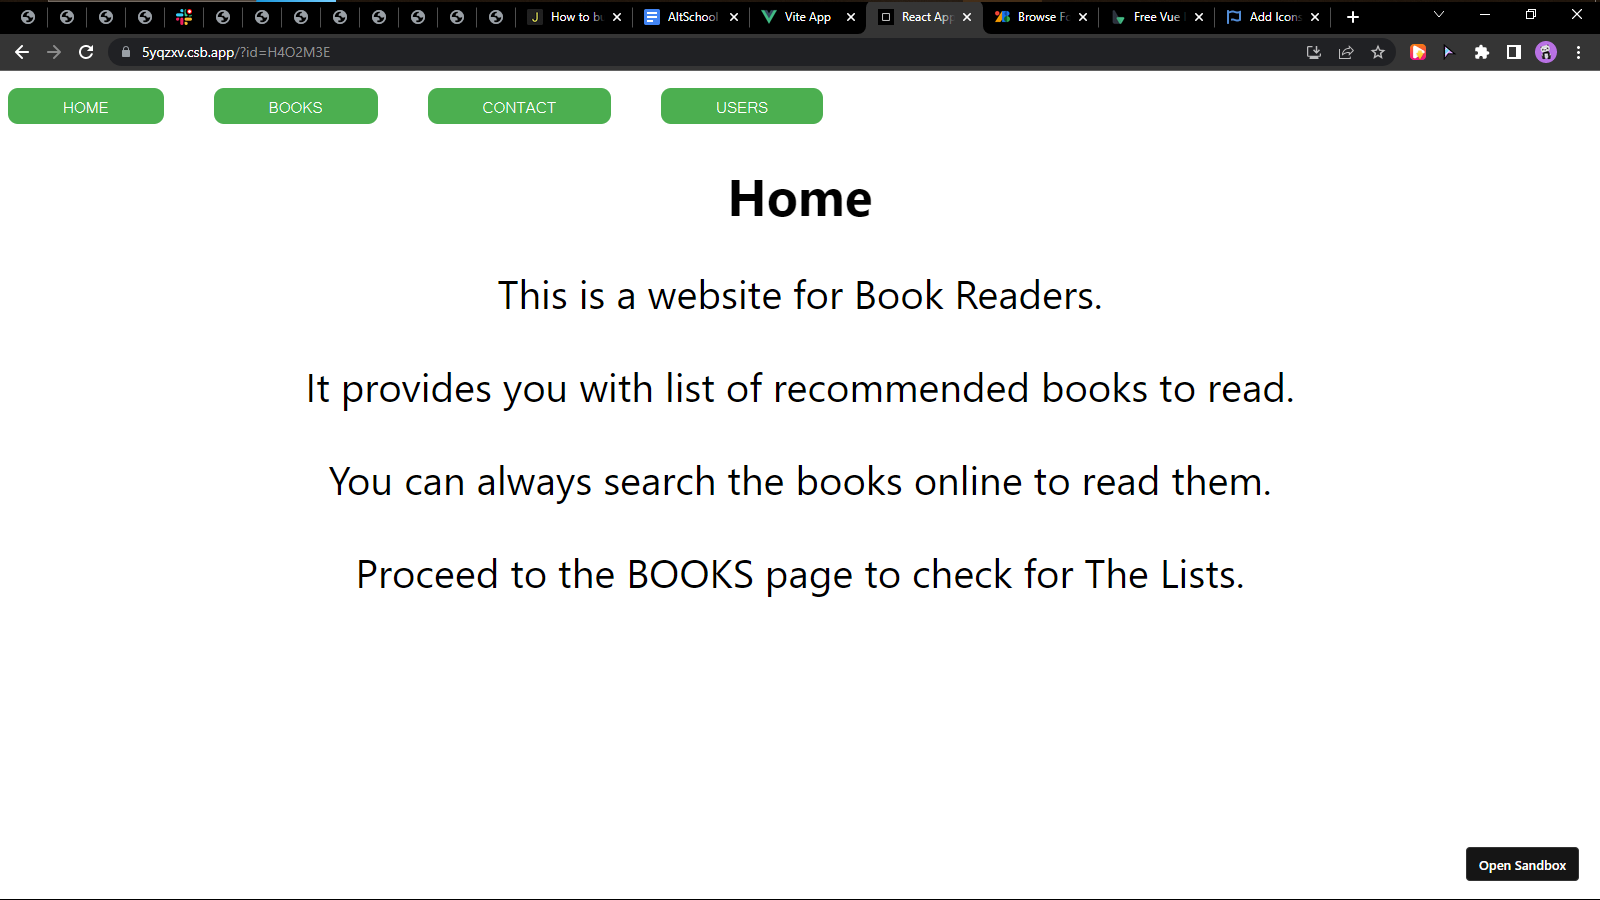 J How to b
AltSchool
Vite App
React App
Browse Fo
Free Vue
Add Icons
5yqzxv.csb.app/?id=H4O2M3E
HOME BOOKS CONTACT USERS
Home
This is a website for Book Readers.
It provides you with list of recommended books to read.
You can always search the books online to read them.
Proceed to the BOOKS page to check for The Lists.
Open Sandbox